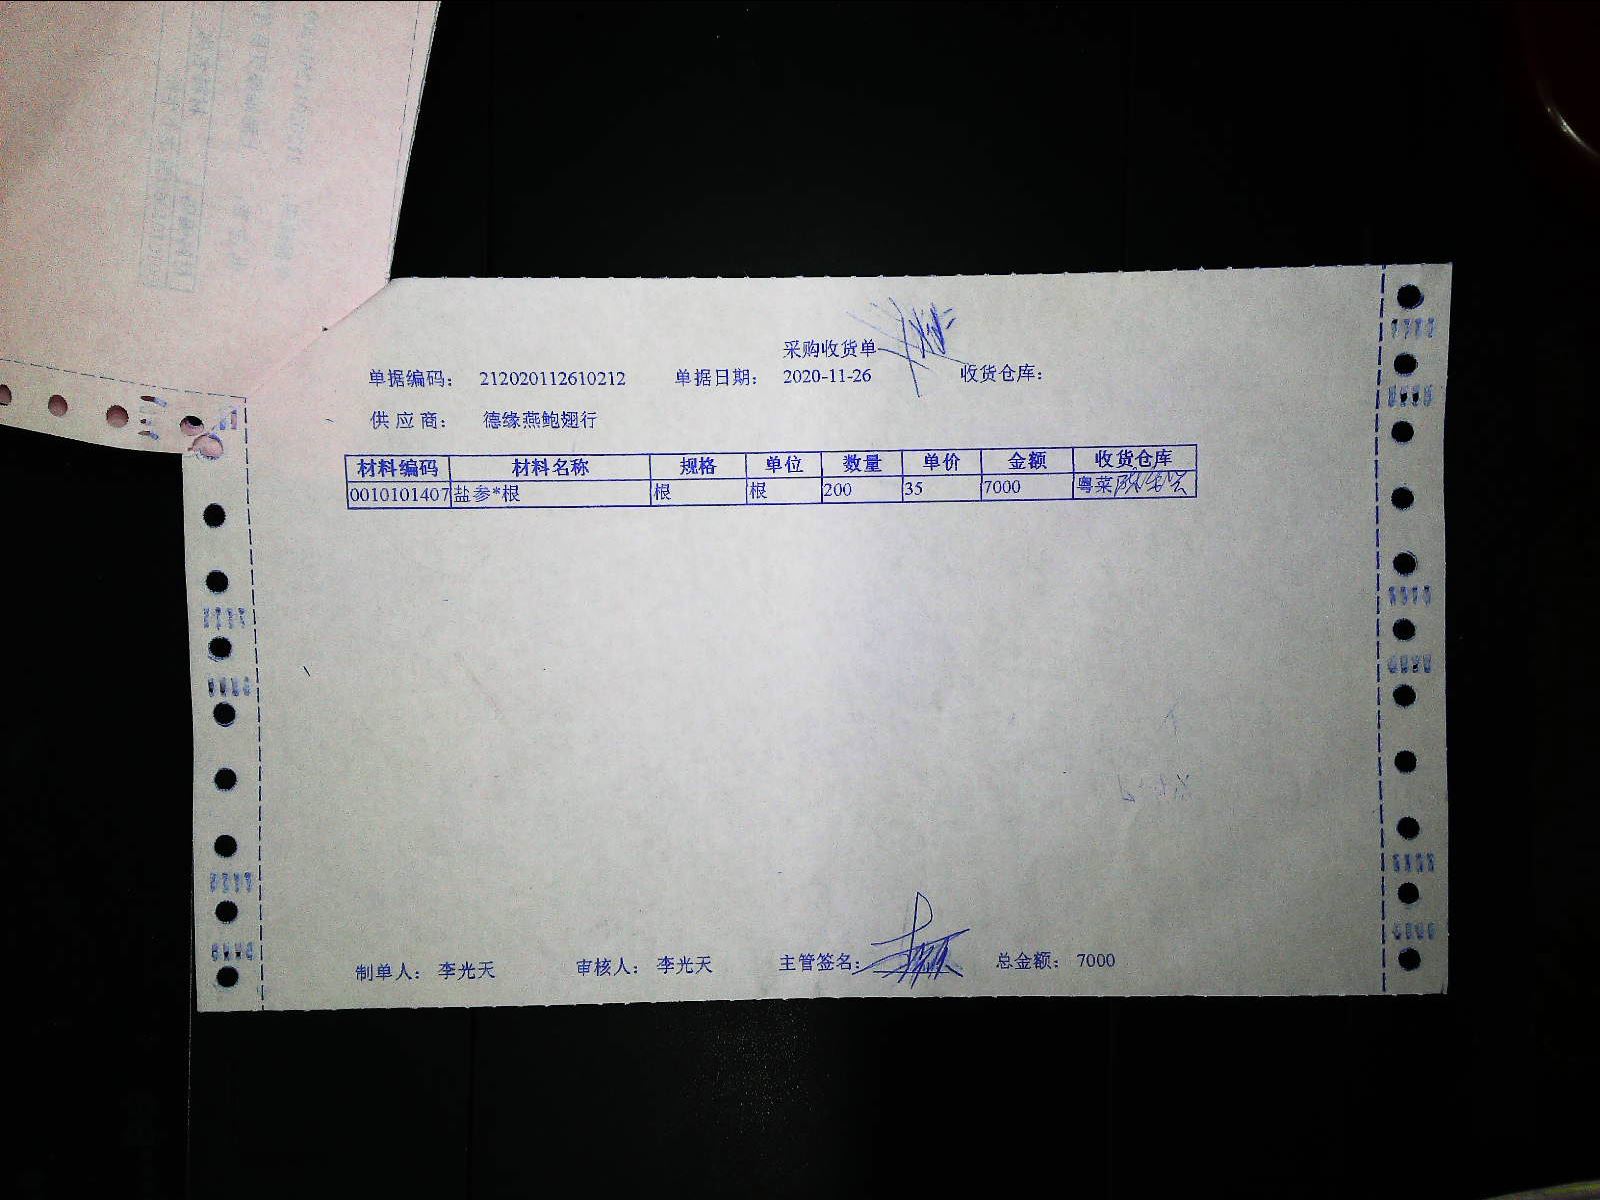 采购收货单
单据编码： 212020112610212 单据日期： 2020-11-26 收货仓库：
供 应 商： 德缘燕鲍翅行
材料编码 材料名称 规格 单位 数量 单价 金额 收货仓库
0010101407 盐参*根 根 根 200 35 7000 粤菜
制单人： 李光天 审核人： 李光天 主管签名： 总金额： 7000